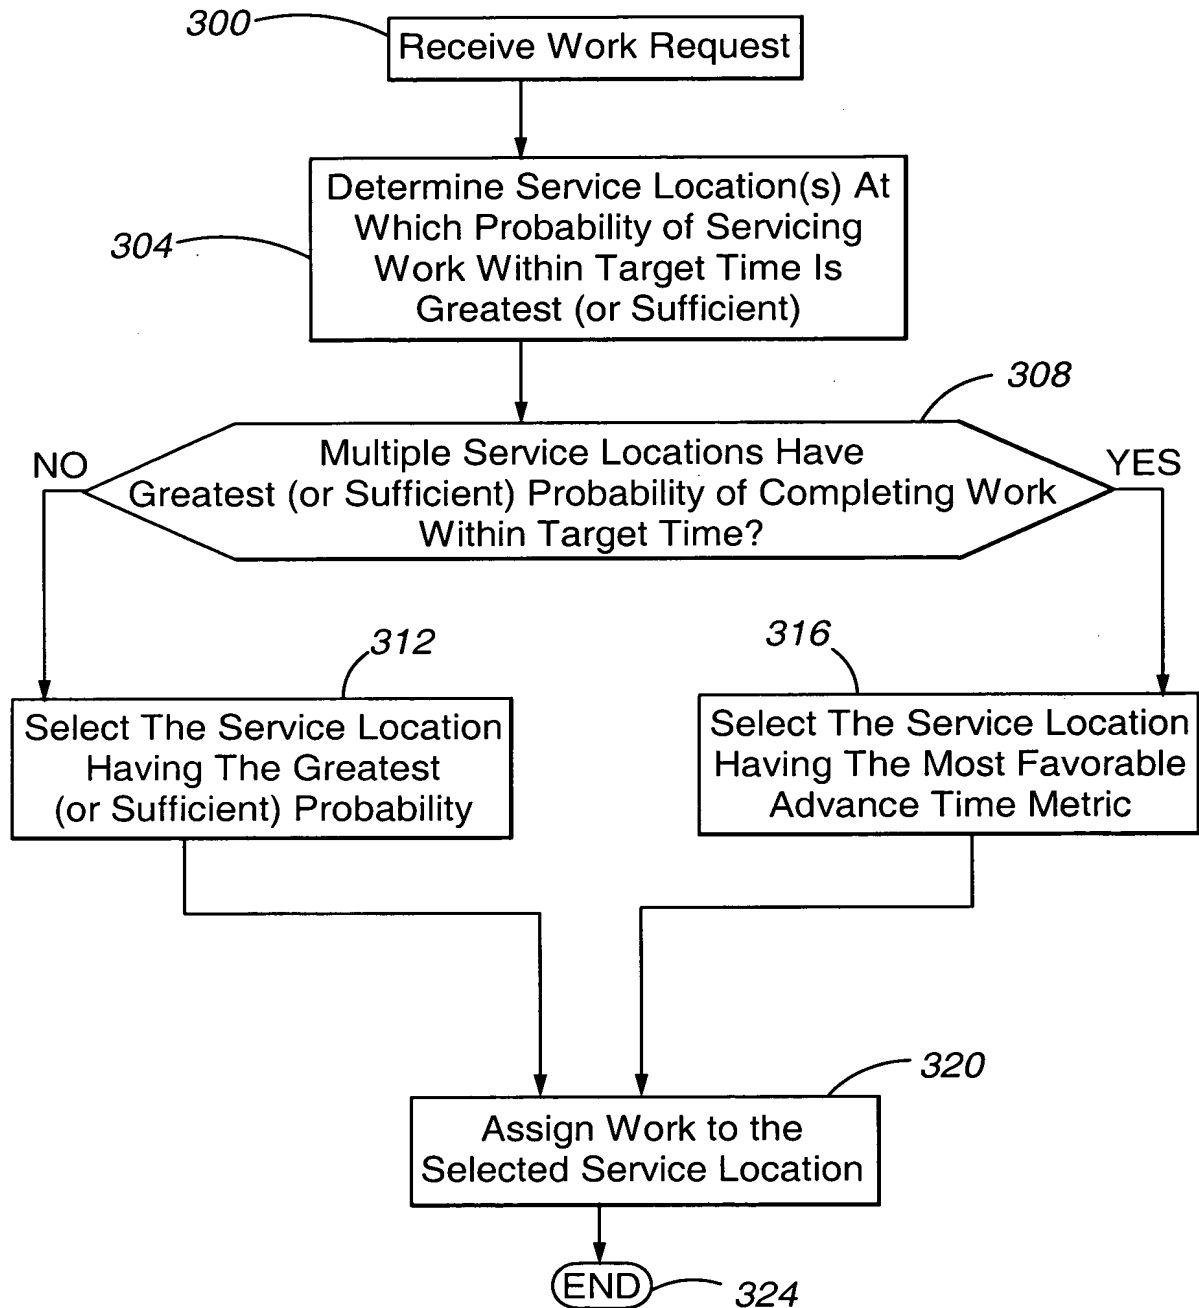 300
Receive Work Request
304
Determine Service Location(s) At
Which Probability of Servicing
Work Within Target Time Is
Greatest (or Sufficient)
308
NO
Multiple Service Locations Have
Greatest (or Sufficient) Probability of Completing Work
Within Target Time?
YES
312
Select The Service Location
Having The Greatest
(or Sufficient) Probability
316
Select The Service Location
Having The Most Favorable
Advance Time Metric
320
Assign Work to the
Selected Service Location
END
324